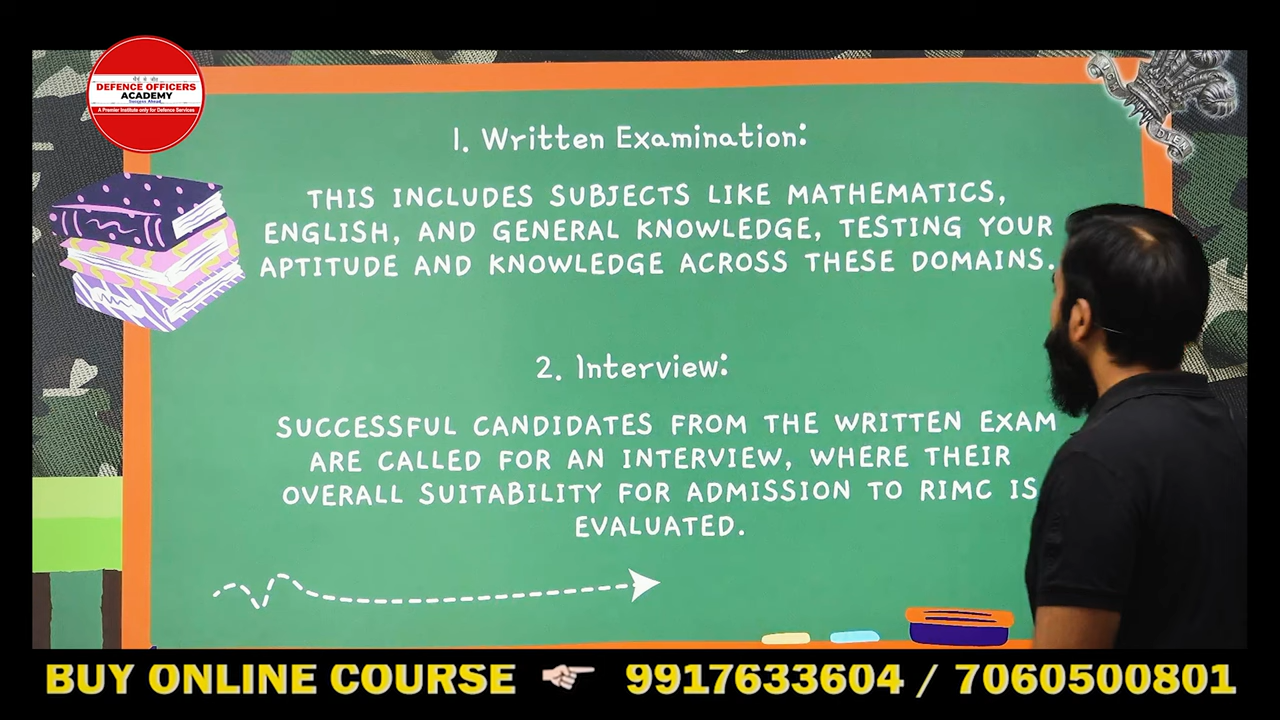 DEFENCE OFFICERS
ACADEMY
A Premier Institute only for Defence Services
DIEN
1. Written Examination:
THIS INCLUDES SUBJECTS LIKE MATHEMATICS,
ENGLISH, AND GENERAL KNOWLEDGE, TESTING YOUR
APTITUDE AND KNOWLEDGE ACROSS THESE DOMAINS.
2. Interview:
SUCCESSFUL CANDIDATES FROM THE WRITTEN EXAM
ARE CALLED FOR AN INTERVIEW, WHERE THEIR
OVERALL SUITABILITY FOR ADMISSION TO RIMC IS
EVALUATED.
BUY ONLINE COURSE 9917633604 / 7060500801